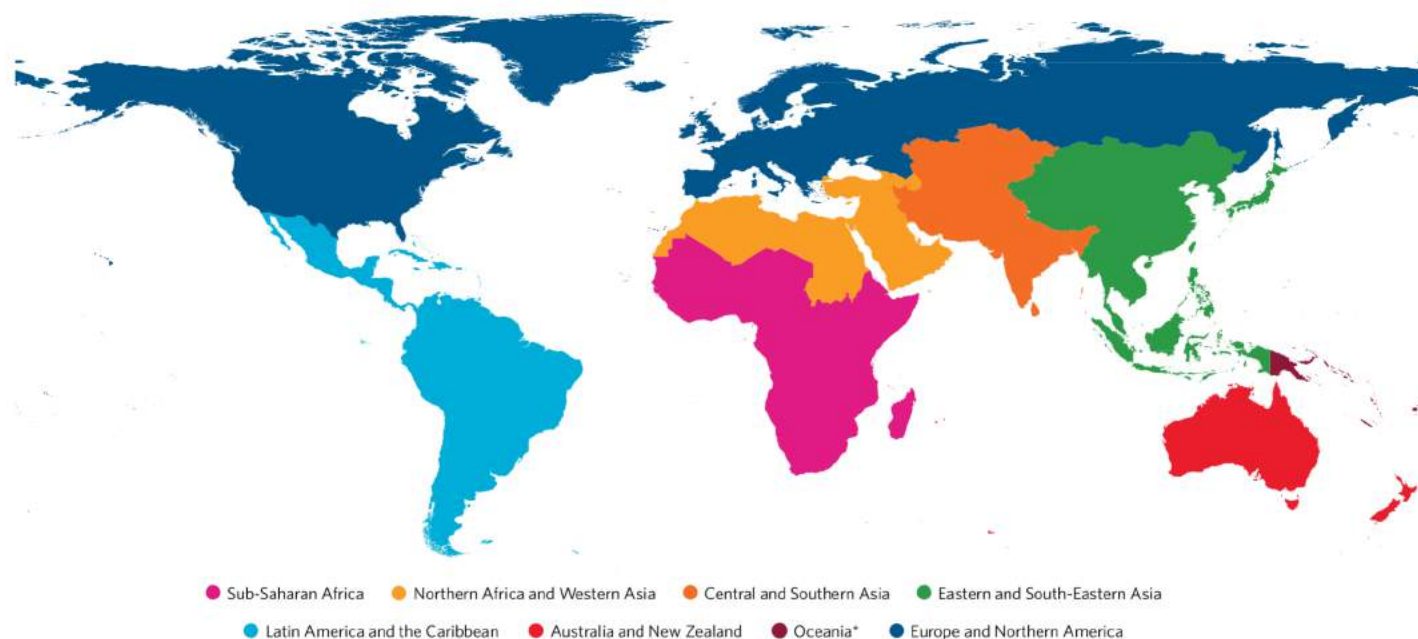 Sub-Saharan Africa Northern Africa and Western Asia Central and Southern Asia Eastern and South-Eastern Asia
Latin America and the Caribbean Australia and New Zealand Oceania* Europe and Northern America